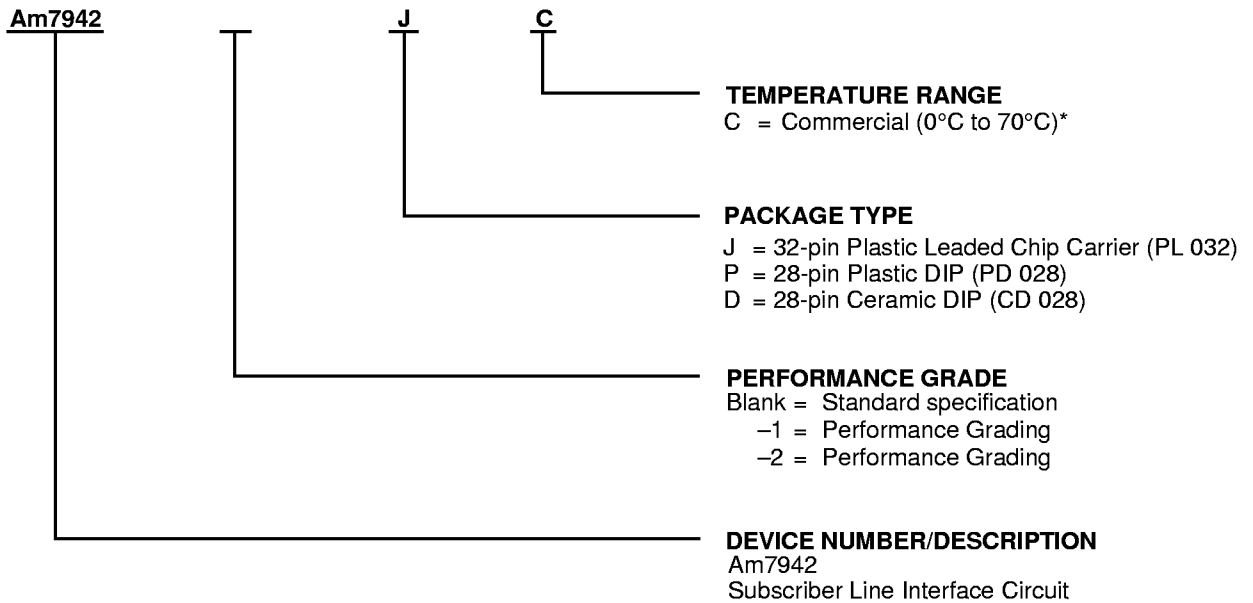 Am7942 J C
TEMPERATURE RANGE
C = Commercial (0°C to 70°C)*
PACKAGE TYPE
J = 32-pin Plastic Leaded Chip Carrier (PL 032)
P = 28-pin Plastic DIP (PD 028)
D = 28-pin Ceramic DIP (CD 028)
PERFORMANCE GRADE
Blank = Standard specification
–1 = Performance Grading
–2 = Performance Grading
DEVICE NUMBER/DESCRIPTION
Am7942
Subscriber Line Interface Circuit